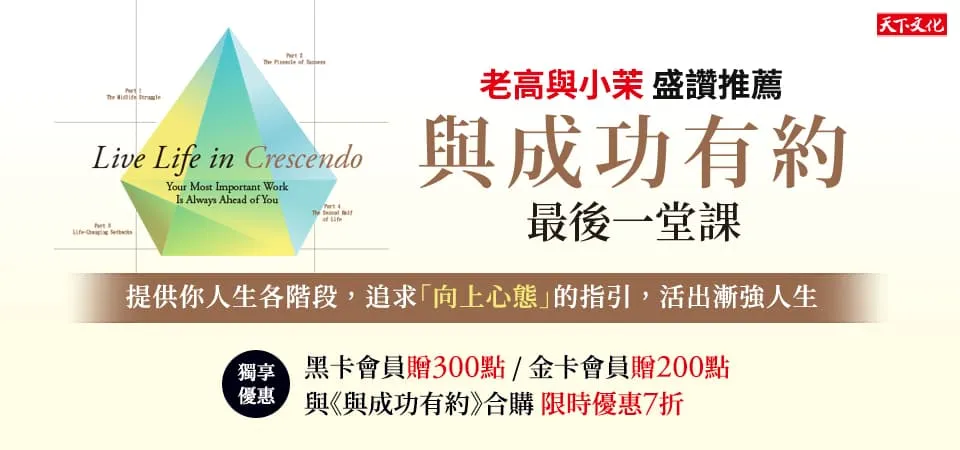 天下文化
Part 2
The Pinnacle of Success
Part 1
The Midlife Struggle
Live Life in Crescendo
Your Most Important Work
Is Always Ahead of You
Part 4
The Second Half
of Life
Part 3
Life-Changing Setbacks
老高與小茉 盛讚推薦
與成功有約
最後一堂課
提供你人生各階段，追求「向上心態」的指引，活出漸強人生
獨享
優惠
黑卡會員贈300點 / 金卡會員贈200點
與《與成功有約》合購 限時優惠7折